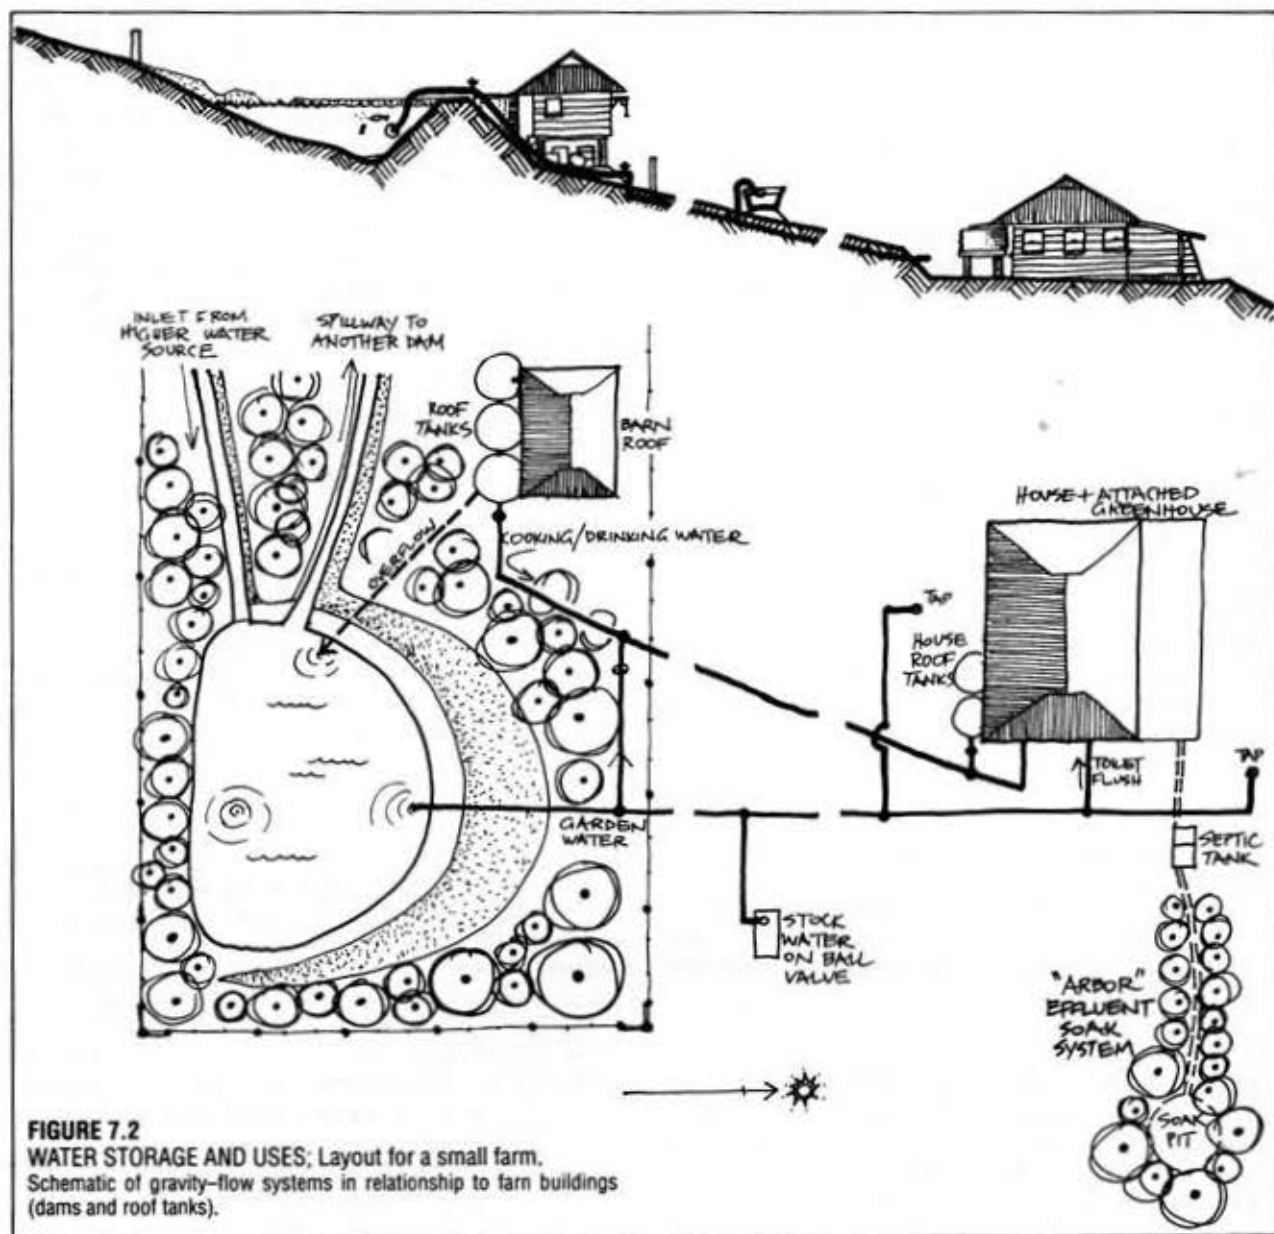 INLET FROM
HIGHER WATER
SOURCE
SPILLWAY TO
ANOTHER DAM
ROOF
TANKS
BARN
ROOF
OVERFLOW
COOKING/DRINKING WATER
HOUSE + ATTACHED
GREENHOUSE
TAP
HOUSE
ROOF
TANKS
TOILET
FLUSH
TAP
GARDEN
WATER
SEPTIC
TANK
STOCK
WATER
ON BALL
VALVE
"ARBOR"
EFFLUENT
SOAK
SYSTEM
SOAK
PIT
FIGURE 7.2
WATER STORAGE AND USES; Layout for a small farm.
Schematic of gravity–flow systems in relationship to farn buildings
(dams and roof tanks).